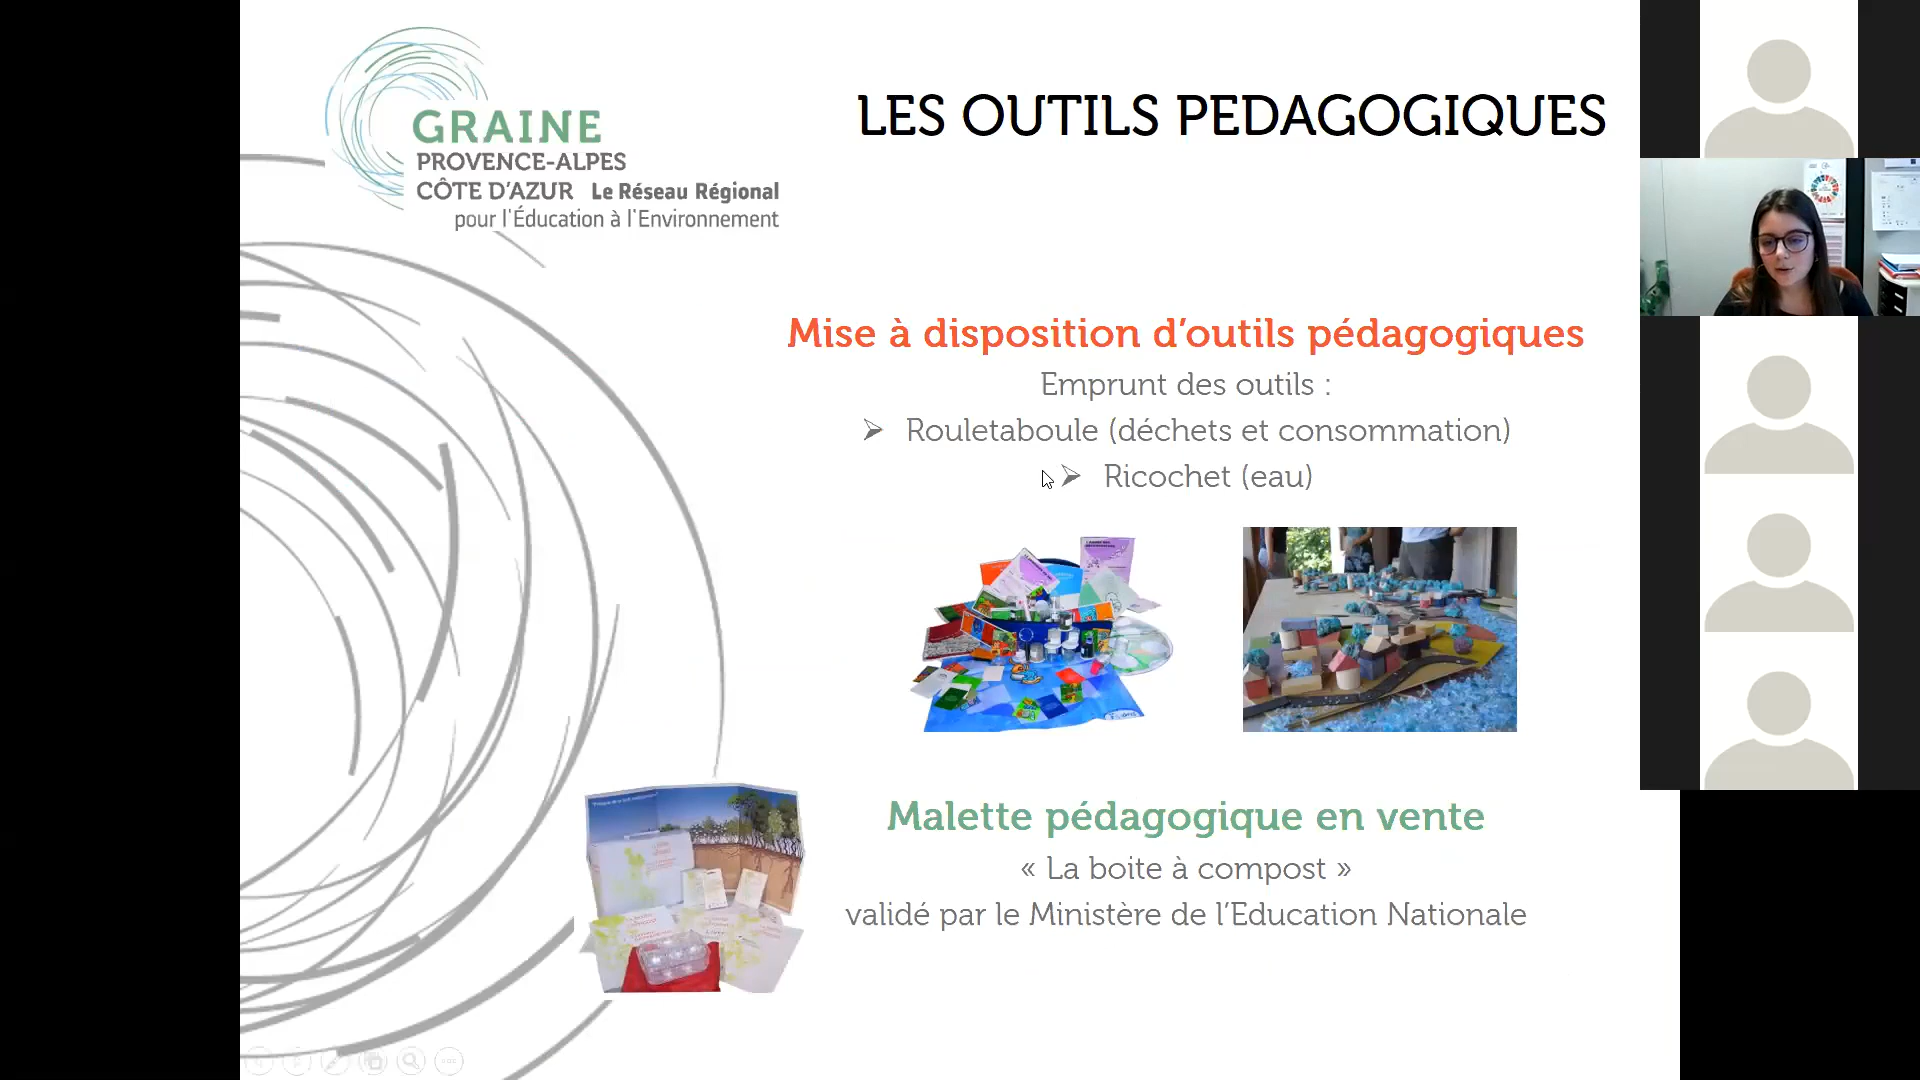 GRAINE
PROVENCE-ALPES
CÔTE D'AZUR Le Réseau Régional
pour l'Éducation à l'Environnement
LES OUTILS PEDAGOGIQUES
Mise à disposition d’outils pédagogiques
Emprunt des outils :
➢ Rouletaboule (déchets et consommation)
➢ Ricochet (eau)
Malette pédagogique en vente
« La boite à compost »
validé par le Ministère de l’Education Nationale